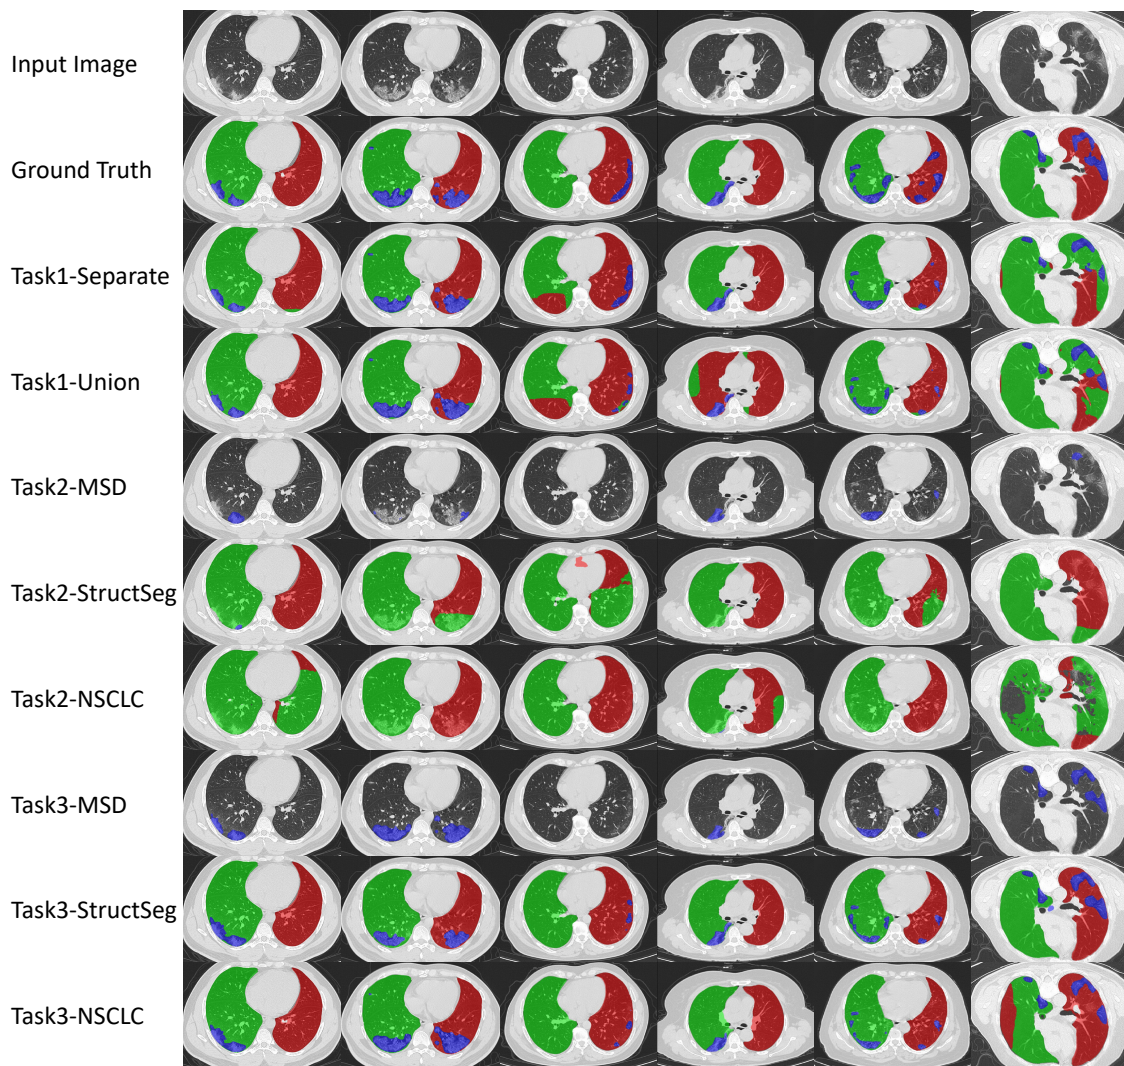 Input Image
Ground Truth
Task1-Separate
Task1-Union
Task2-MSD
Task2-StructSeg
Task2-NSCLC
Task3-MSD
Task3-StructSeg
Task3-NSCLC